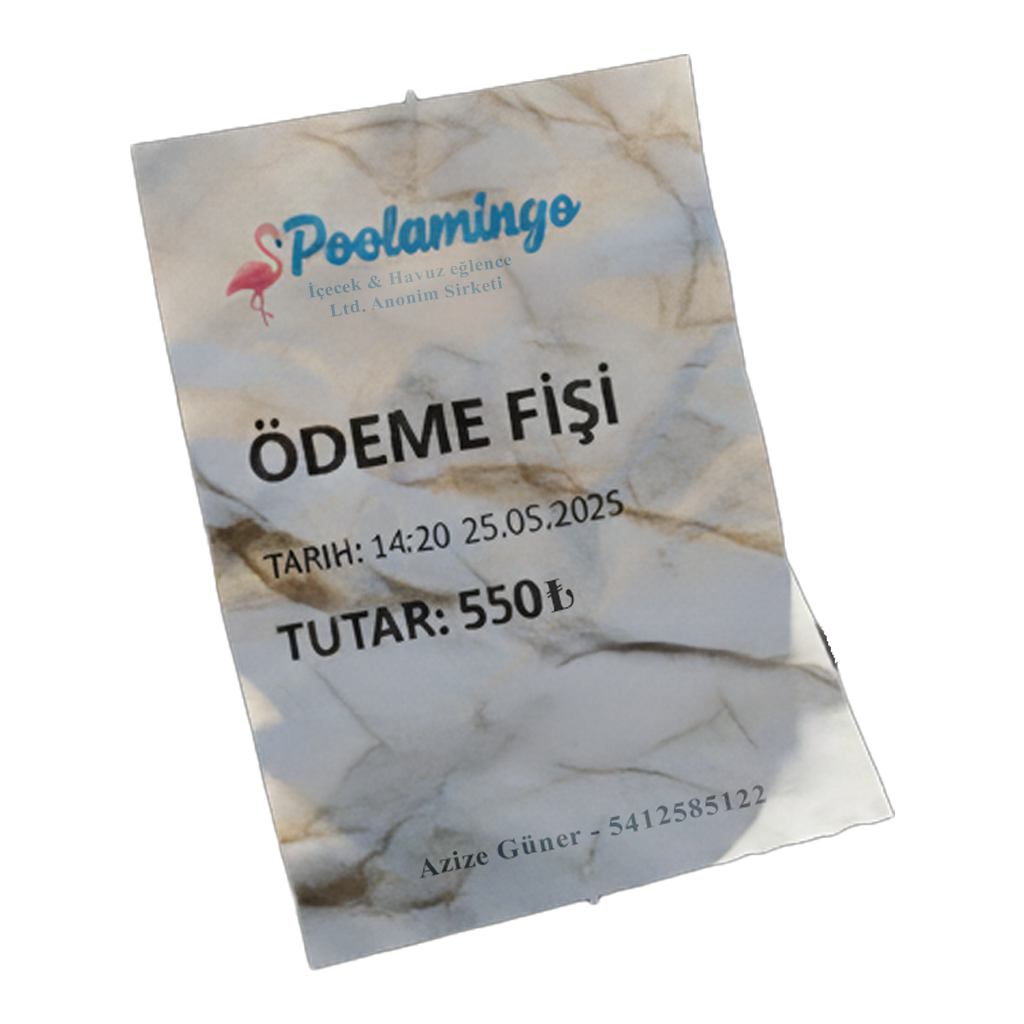 Poolamingo
İçecek & Havuz eğlence
Ltd. Anonim Sirketi
ÖDEME FİŞİ
TARIH: 14:20 25.05.2025
TUTAR: 550₺
Azize Güner - 5412585122